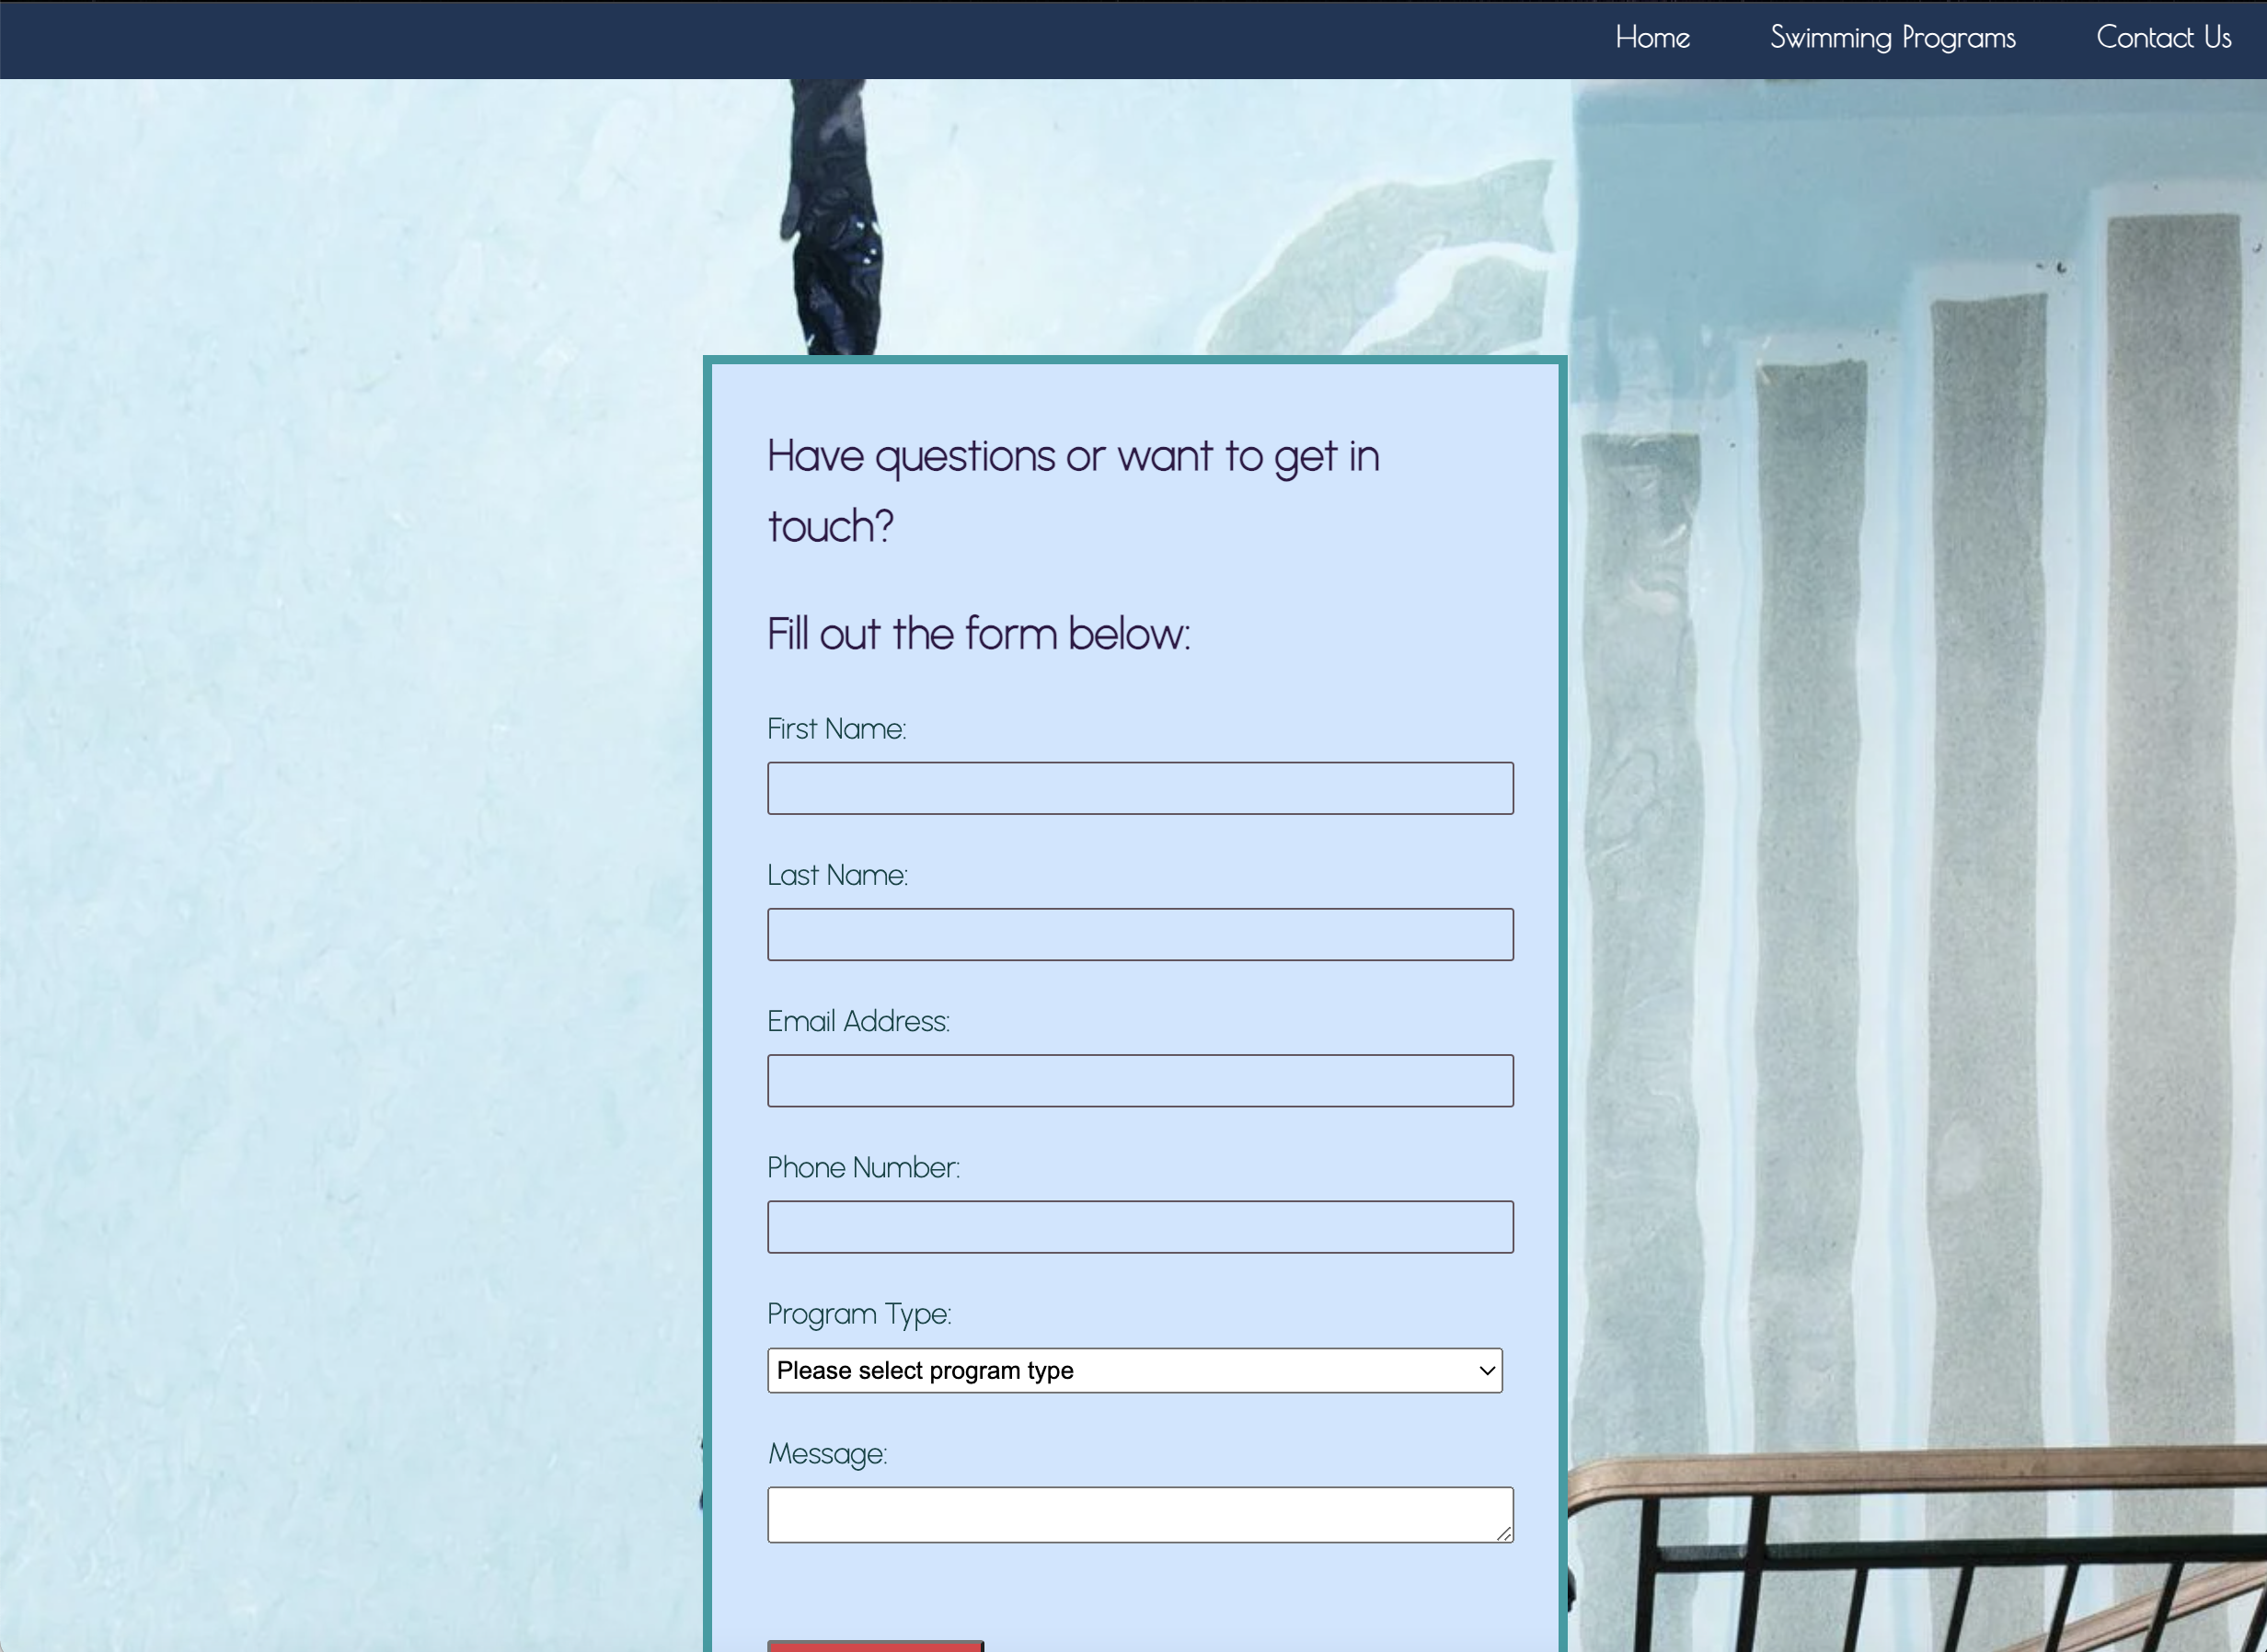 Home Swimming Programs Contact Us
Have questions or want to get in
touch?
Fill out the form below:
First Name:
Last Name:
Email Address:
Phone Number:
Program Type:
Please select program type
Message: